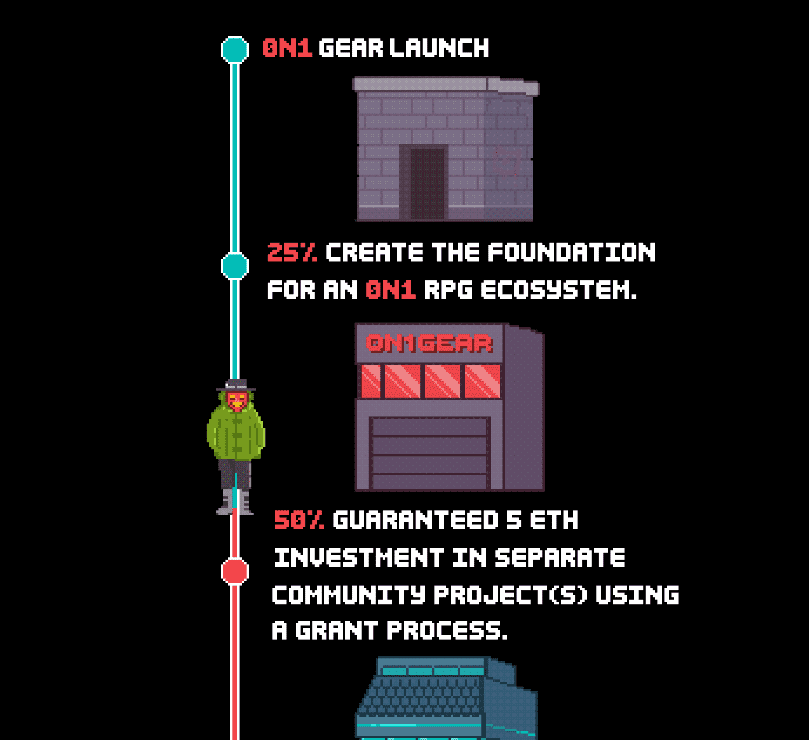 0N1 GEAR LAUNCH
25% CREATE THE FOUNDATION
FOR AN 0N1 RPG ECOSYSTEM.
0N1GEAR
50% GUARANTEED 5 ETH
INVESTMENT IN SEPARATE
COMMUNITY PROJECT(S) USING
A GRANT PROCESS.